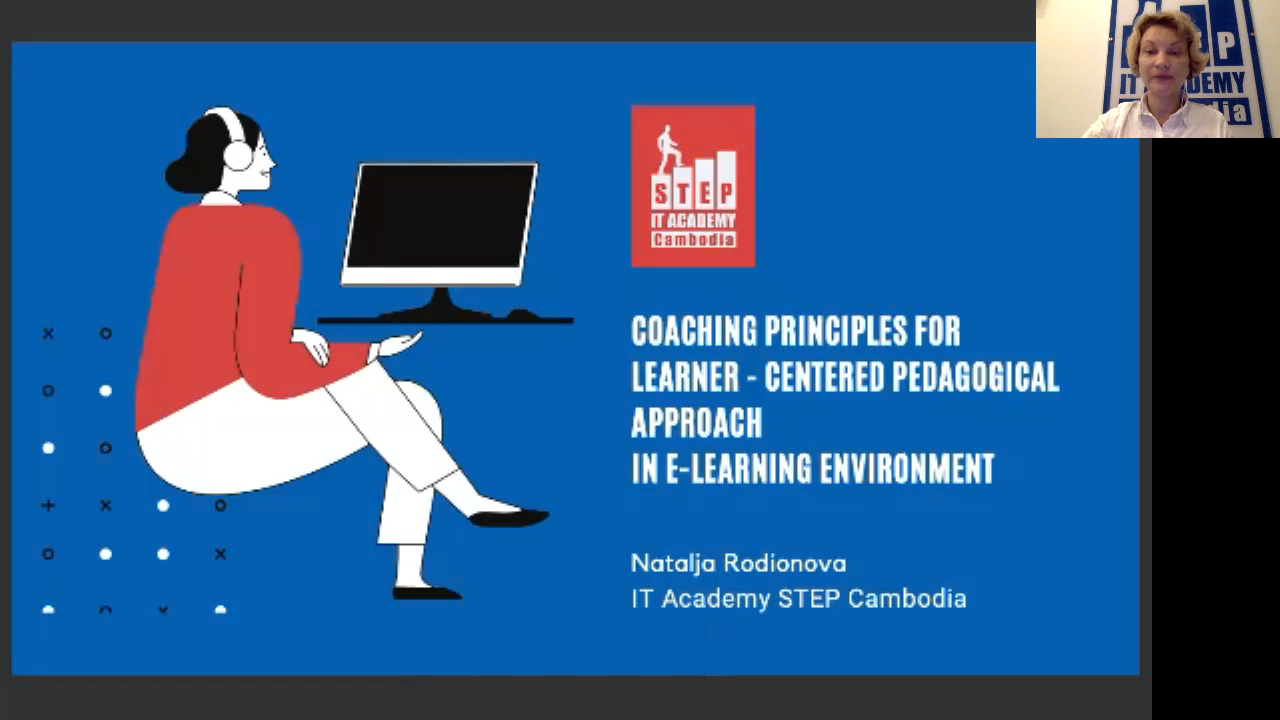 STEP
IT ACADEMY
Cambodia
COACHING PRINCIPLES FOR
LEARNER - CENTERED PEDAGOGICAL
APPROACH
IN E-LEARNING ENVIRONMENT
Natalja Rodionova
IT Academy STEP Cambodia